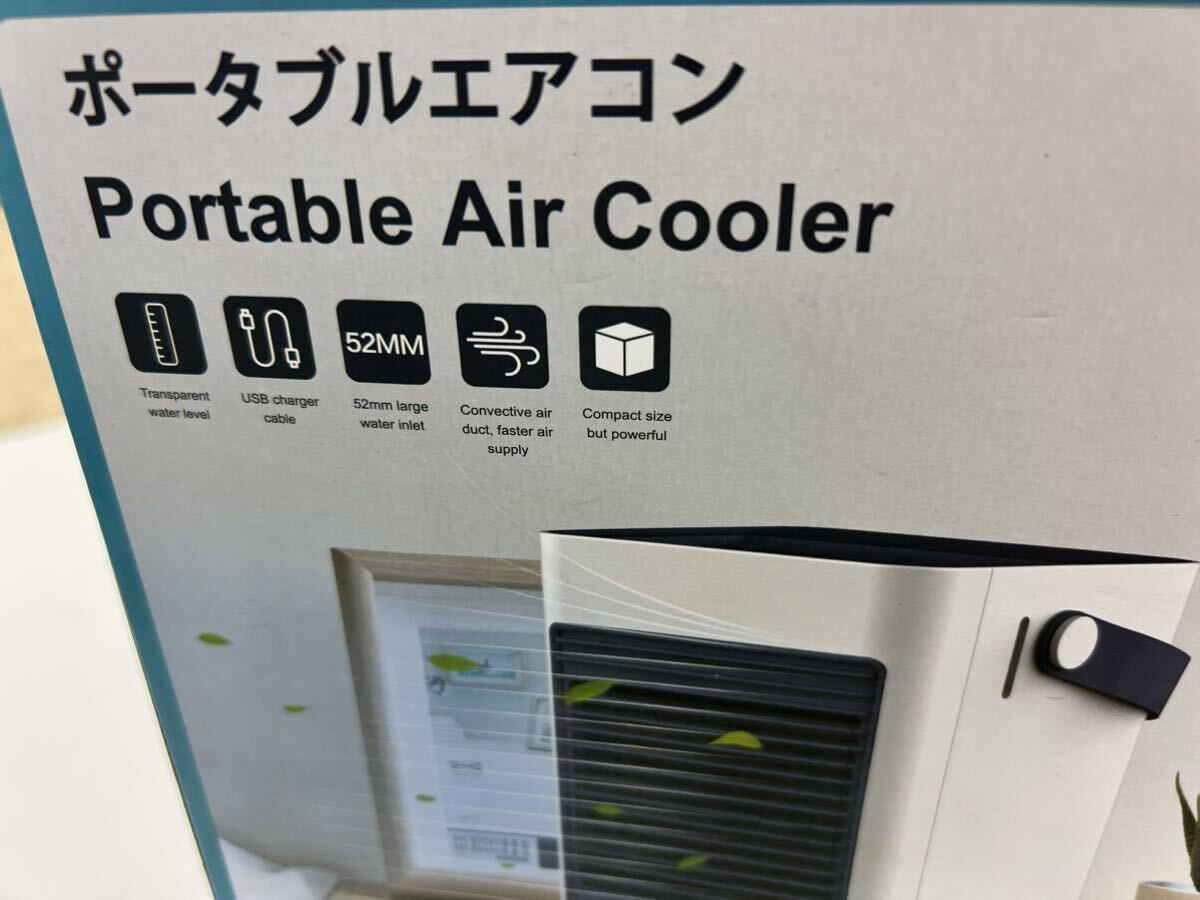 ポータブルエアコン
Portable Air Cooler
52MM
Transparent
water level
USB charger
cable
52mm large
water inlet
Convective air
duct, faster air
supply
Compact size
but powerful